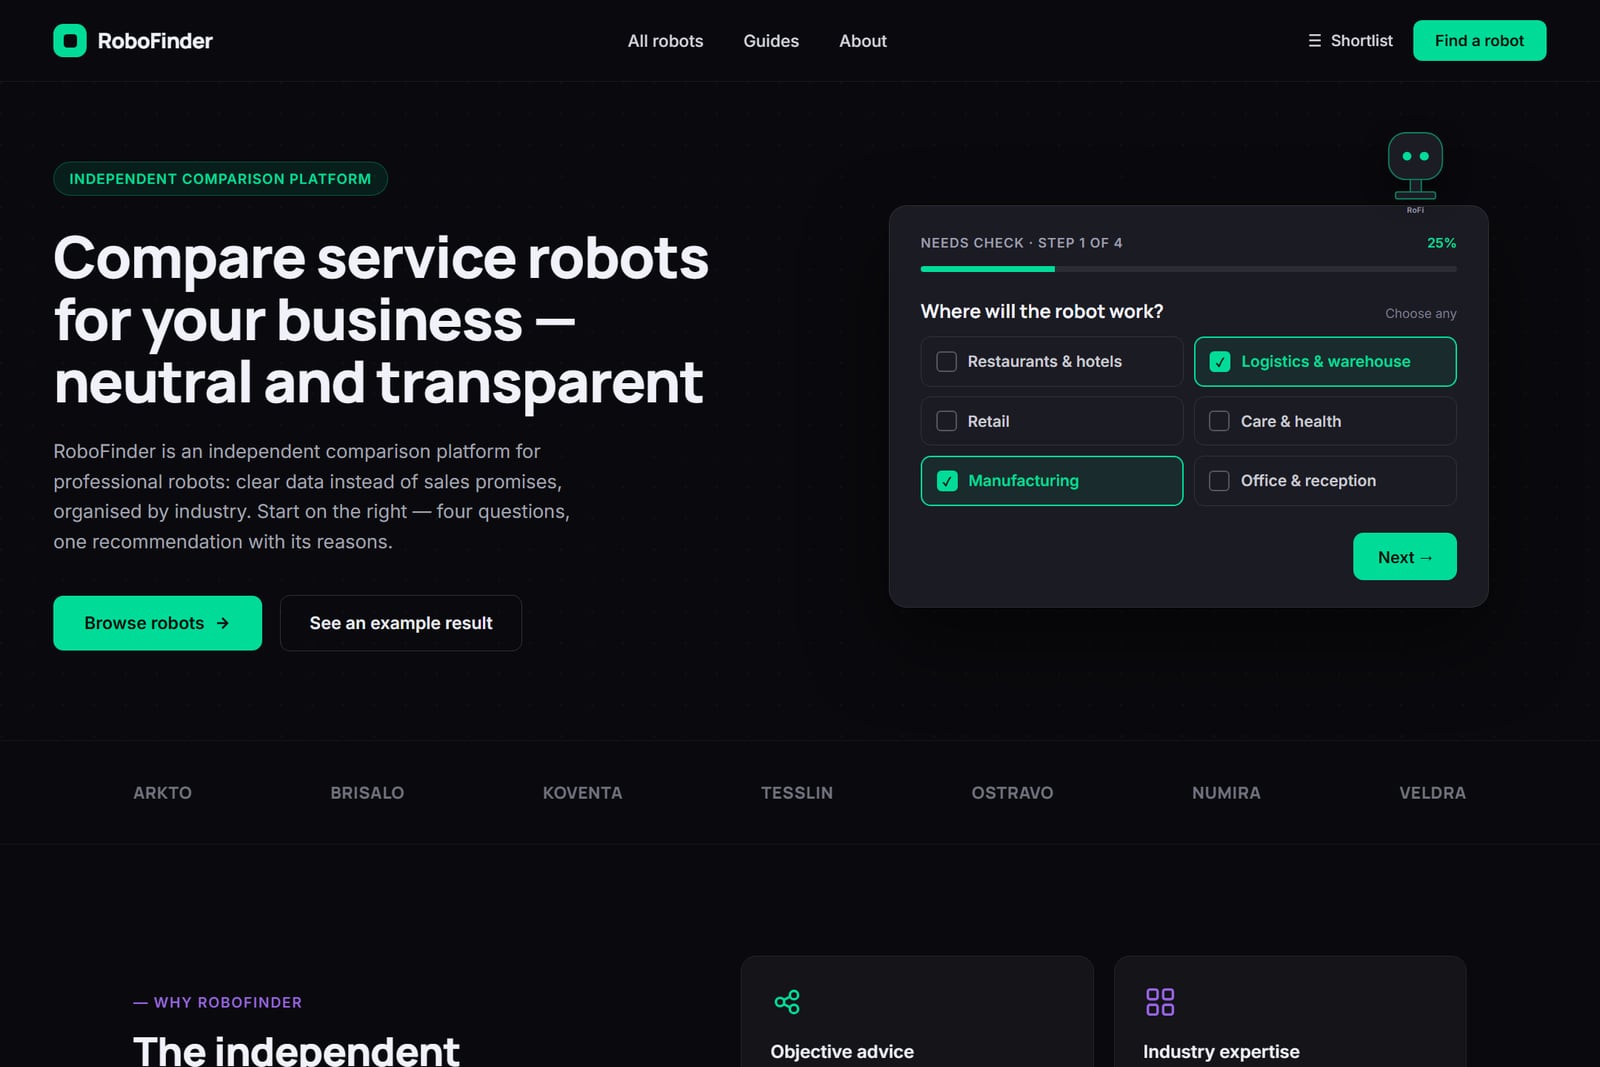 RoboFinder
All robots
Guides
About
☰ Shortlist
Find a robot
INDEPENDENT COMPARISON PLATFORM
Compare service robots
for your business —
neutral and transparent
RoboFinder is an independent comparison platform for
professional robots: clear data instead of sales promises,
organised by industry. Start on the right — four questions,
one recommendation with its reasons.
Browse robots →
See an example result
RoFi
NEEDS CHECK · STEP 1 OF 4
25%
Where will the robot work?
Choose any
Restaurants & hotels
✓ Logistics & warehouse
Retail
Care & health
✓ Manufacturing
Office & reception
Next →
ARKTO
BRISALO
KOVENTA
TESSLIN
OSTRAVO
NUMIRA
VELDRA
— WHY ROBOFINDER
The independent
Objective advice
Industry expertise